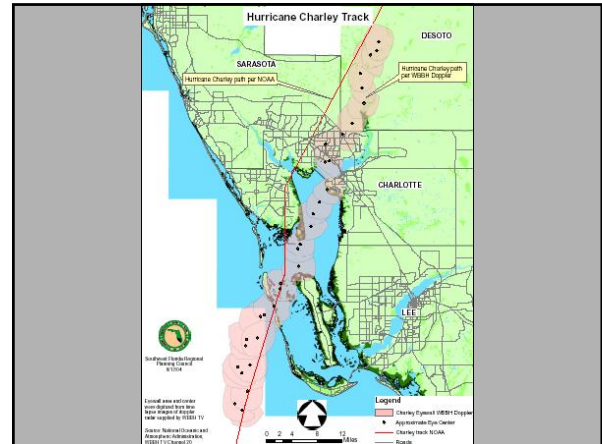 Hurricane Charley Track
DESOTO
SARASOTA
Hurricane Charley path per NOAA
Hurricane Charley path
per WBBH Doppler
CHARLOTTE
LEE
Southwest Florida Regional
Planning Council
8/12/04
Eyewall area and center
were digitized from time
lapse images of doppler
radar supplied by WBBH TV
Source: National Oceanic and
Atmospheric Administration,
WBBH TV Channel 20
0 2 4 8 12
Miles
Legend
Charley Eyewall WBBH Doppler
Approximate Eye Center
Charley track NOAA
Roads